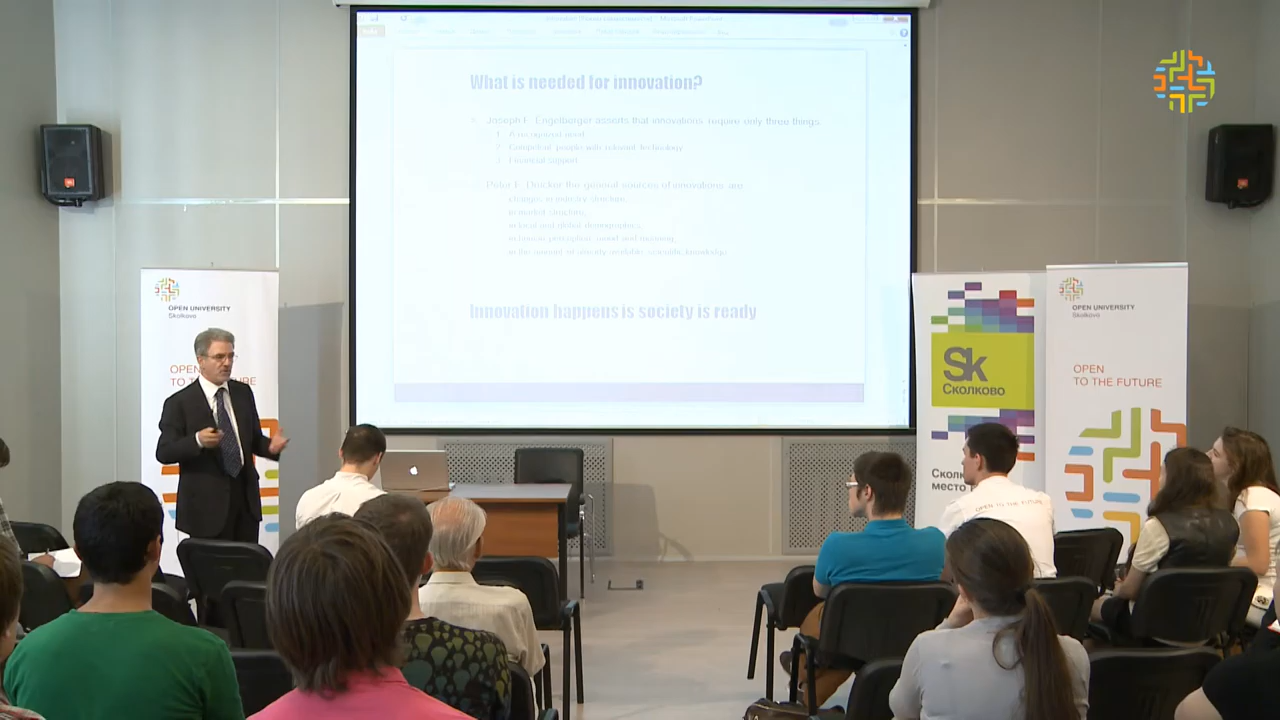 What is needed for innovation?
Joseph F. Engelberger asserts that innovations require only three things:
1. A recognized need
2. Competent people with relevant technology
3. Financial support
Peter F. Drucker the general sources of innovations are
changes in industry structure,
in market structure,
in local and global demographics,
in human perception, mood and meaning,
in the amount of already available scientific knowledge
Innovation happens is society is ready
OPEN UNIVERSITY
Skolkovo
OPEN
TO THE FUTURE
Sk
Сколково
место
OPEN UNIVERSITY
Skolkovo
OPEN
TO THE FUTURE
OPEN TO THE FUTURE
JBL
JBL